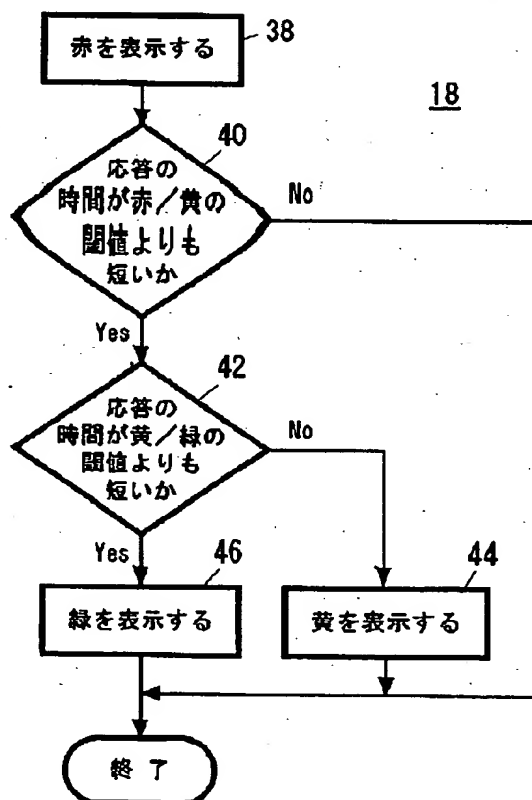 赤を表示する
38
18
40
応答の
時間が赤／黄の
閾値よりも
短いか
No
Yes
42
応答の
時間が黄／緑の
閾値よりも
短いか
No
Yes
46
緑を表示する
44
黄を表示する
終了